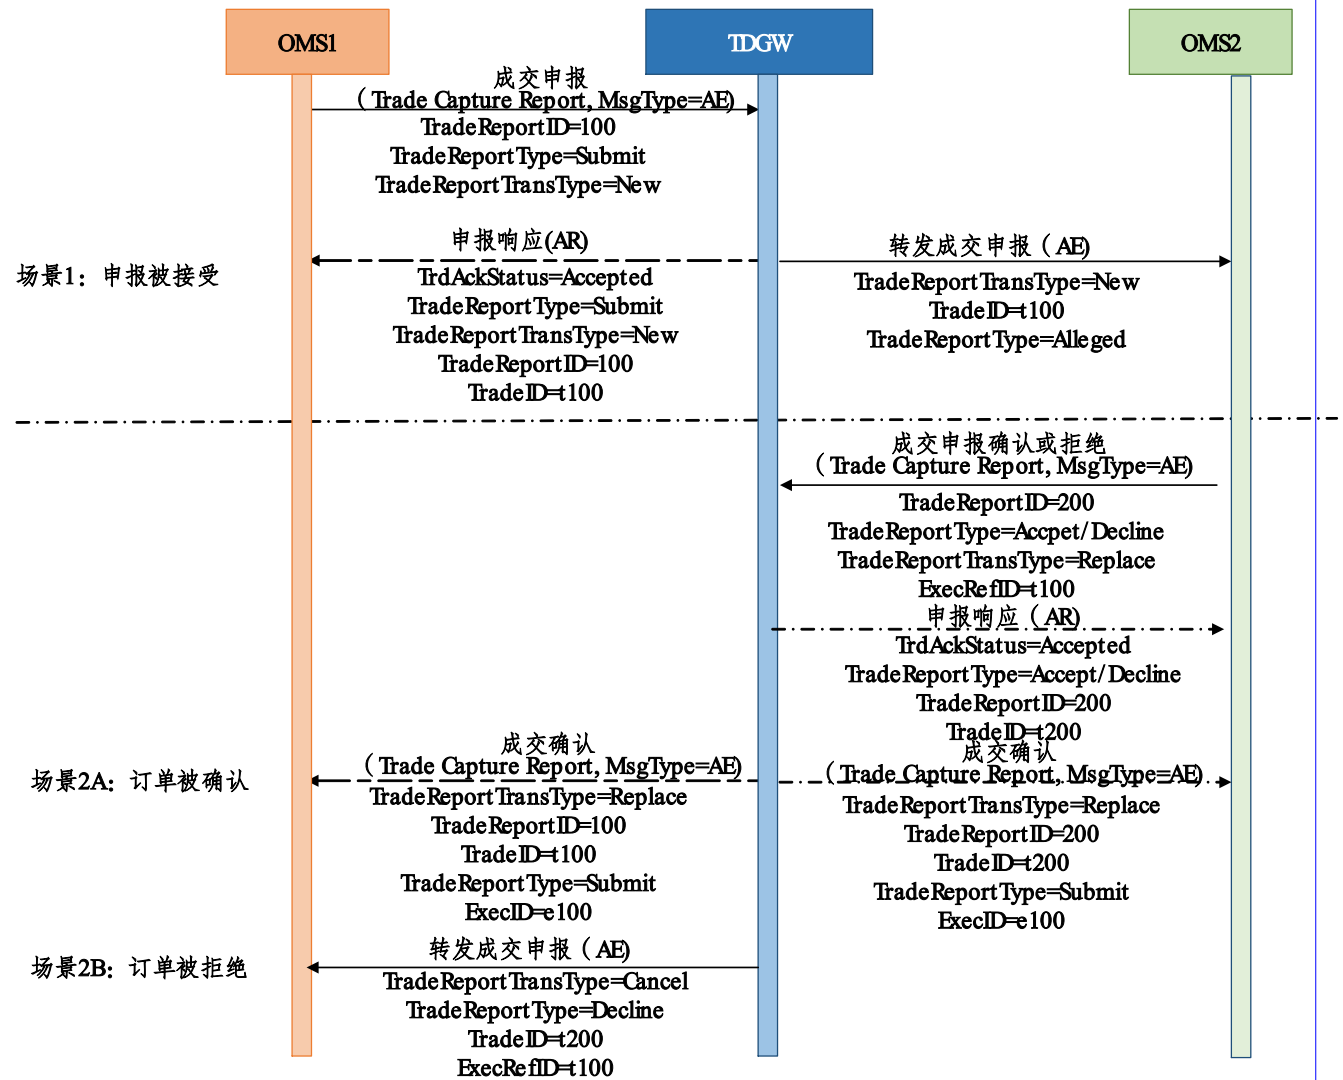 OMS1
TDGW
OMS2
成交申报
（Trade Capture Report, MsgType=AE）
TradeReportID=100
TradeReportType=Submit
TradeReportTransType=New
场景1：申报被接受
申报响应(AR)
TrdAckStatus=Accepted
TradeReportType=Submit
TradeReportTransType=New
TradeReportID=100
TradeID=t100
转发成交申报（AE）
TradeReportTransType=New
TradeID=t100
TradeReportType=Alleged
成交申报确认或拒绝
（Trade Capture Report, MsgType=AE）
TradeReportID=200
TradeReportType=Accpet/Decline
TradeReportTransType=Replace
ExecRefID=t100
申报响应（AR）
TrdAckStatus=Accepted
TradeReportType=Accept/Decline
TradeReportID=200
TradeID=t200
场景2A：订单被确认
成交确认
（Trade Capture Report, MsgType=AE）
TradeReportTransType=Replace
TradeReportID=100
TradeID=t100
TradeReportType=Submit
ExecID=e100
成交确认
（Trade Capture Report, MsgType=AE）
TradeReportTransType=Replace
TradeReportID=200
TradeID=t200
TradeReportType=Submit
ExecID=e100
场景2B：订单被拒绝
转发成交申报（AE）
TradeReportTransType=Cancel
TradeReportType=Decline
TradeID=t200
ExecRefID=t100